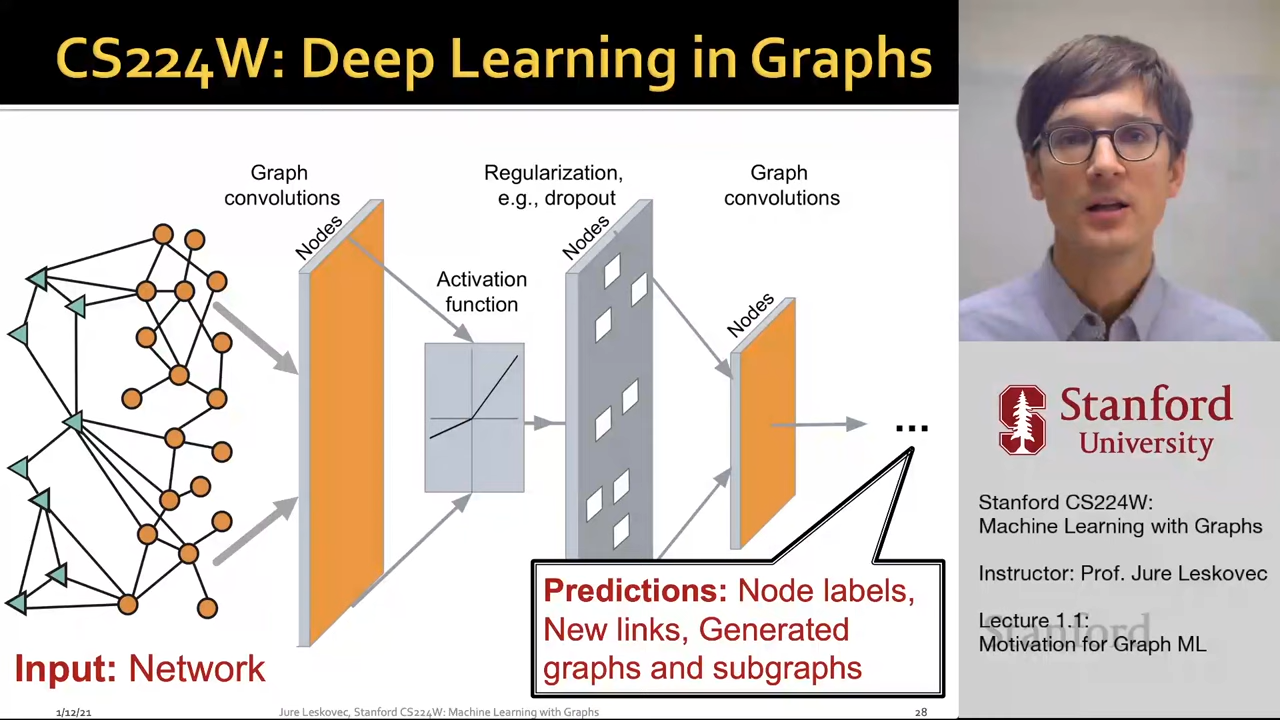 CS224W: Deep Learning in Graphs
Graph
convolutions
Regularization,
e.g., dropout
Graph
convolutions
Nodes
Nodes
Activation
function
Nodes
...
Predictions: Node labels,
New links, Generated
graphs and subgraphs
Input: Network
1/12/21
Jure Leskovec, Stanford CS224W: Machine Learning with Graphs
28
Stanford
University
Stanford CS224W:
Machine Learning with Graphs
Instructor: Prof. Jure Leskovec
Lecture 1.1:
Motivation for Graph ML
Stanford